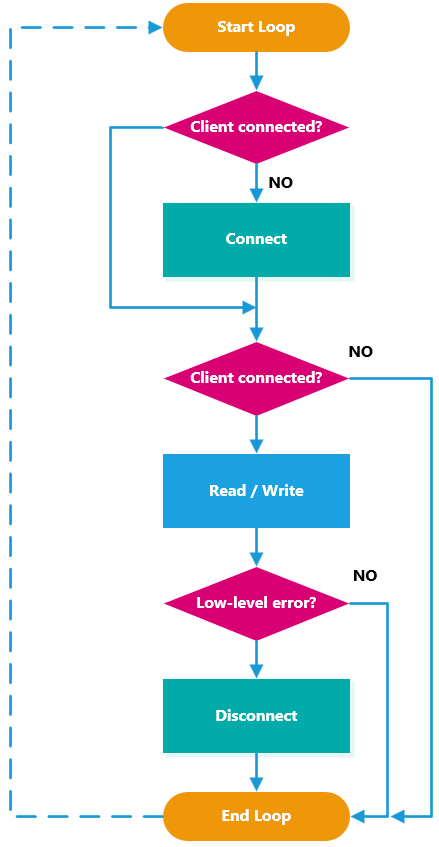 Start Loop
Client connected?
NO
Connect
NO
Client connected?
Read / Write
NO
Low-level error?
Disconnect
End Loop